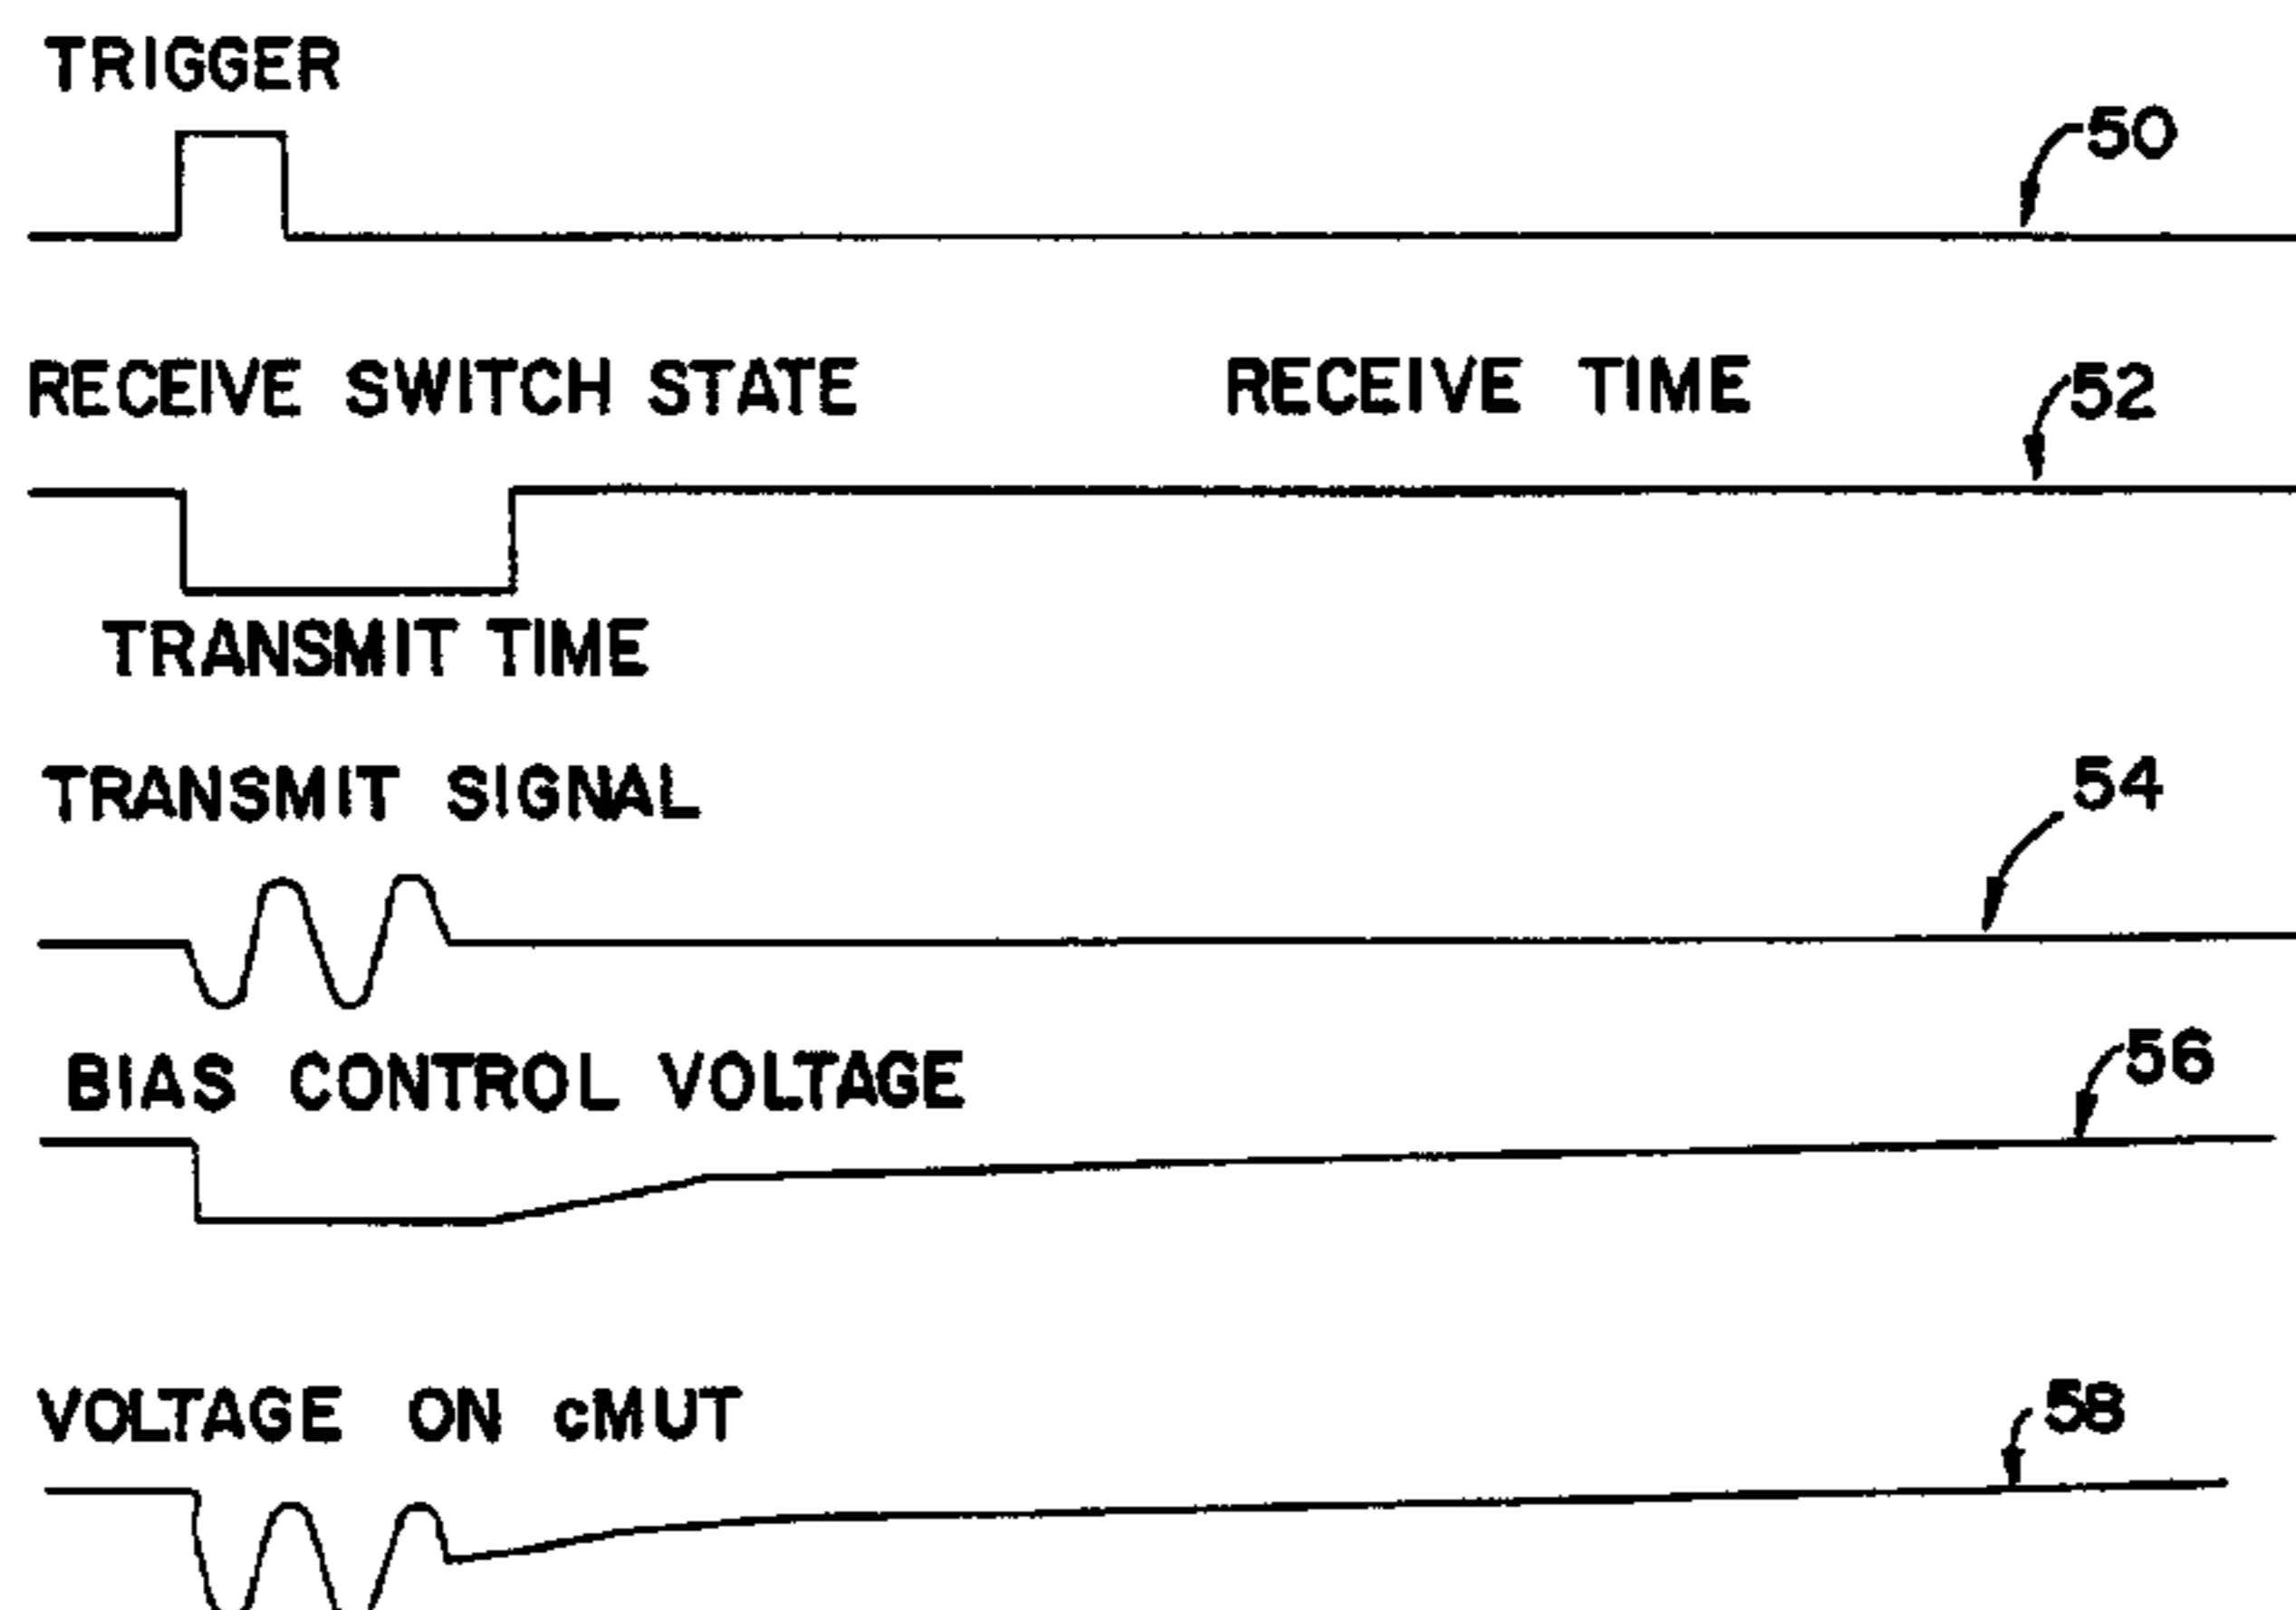 TRIGGER
50
RECEIVE SWITCH STATE
RECEIVE TIME
52
TRANSMIT TIME
TRANSMIT SIGNAL
54
BIAS CONTROL VOLTAGE
56
VOLTAGE ON cMUT
58